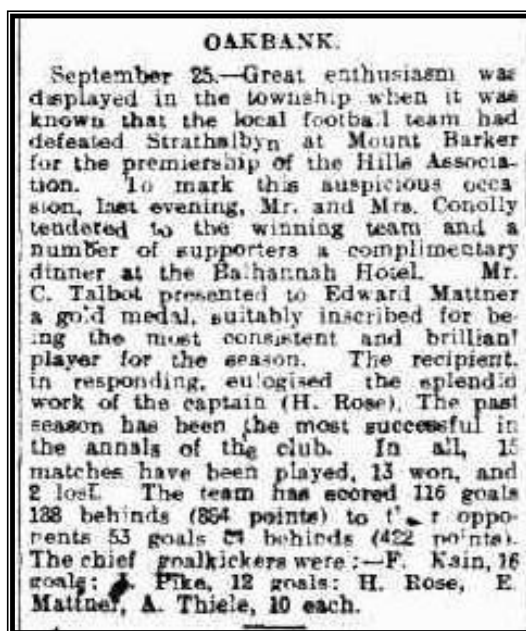 OAKBANK.
September 25.—Great enthusiasm was
displayed in the township when it was
known that the local football team had
defeated Strathalbyn at Mount Barker
for the premiership of the Hills Associa-
tion. To mark this auspicious occa
sion, last evening, Mr. and Mrs. Conolly
tendered to the winning team and a
number of supporters a complimentary
dinner at the Balhannah Hotel. Mr.
C. Talbot presented to Edward Mattner
a gold medal, suitably inscribed for be-
ing the most consistent and brilliant
player for the season. The recipient.
in responding, eulogised the splendid
work of the captain (H. Rose), The past
season has been the most successful in
the annals of the club. In all, 15
matches have been played, 13 won, and
2 lost. The team has scored 116 goals
138 behinds (834 points) to oppo-
nents 53 goals behinds (422 points).
The chief goalkickers were:—F. Kain, 16
goals: Pike, 12 goals: H. Rose, E.
Mattner, A. Thiele, 10 each.